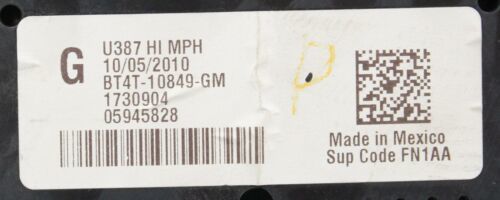 G
U387 HI MPH
10/05/2010
BT4T-10849-GM
1730904
05945828
P
Made in Mexico
Sup Code FN1AA